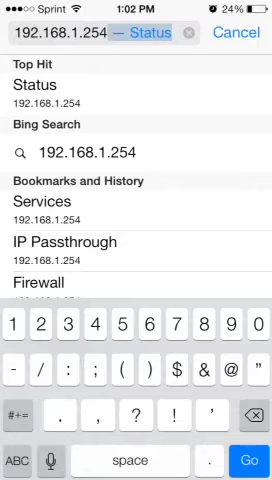 ●●●○○ Sprint 1:02 PM 24%
192.168.1.254 — Status Cancel
Top Hit
Status
192.168.1.254
Bing Search
192.168.1.254
Bookmarks and History
Services
192.168.1.254
IP Passthrough
192.168.1.254
Firewall
1 2 3 4 5 6 7 8 9 0
- / : ; ( ) $ & @ "
#+= . , ? ! '
ABC space . Go